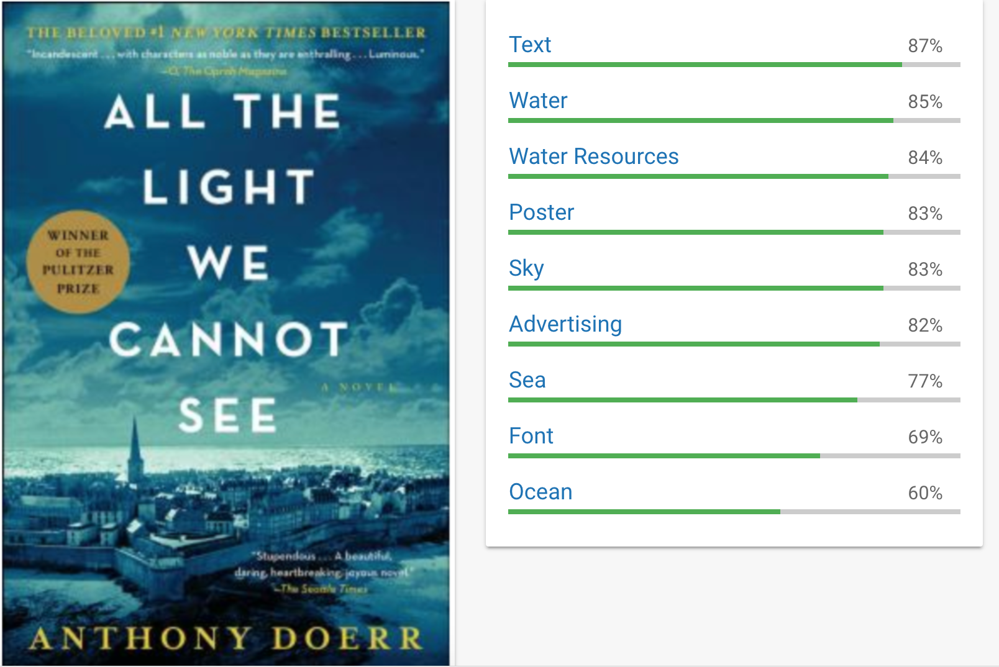 THE BELOVED #1 NEW YORK TIMES BESTSELLER
"Incandescent . . . with characters as noble as they are enthralling . . . Luminous."
—O, The Oprah Magazine
ALL THE
LIGHT
WE
CANNOT
SEE
WINNER
OF THE
PULITZER
PRIZE
A NOVEL
"Stupendous . . . A beautiful,
daring, heartbreaking, joyous novel."
—The Seattle Times
ANTHONY DOERR
Text 87%
Water 85%
Water Resources 84%
Poster 83%
Sky 83%
Advertising 82%
Sea 77%
Font 69%
Ocean 60%